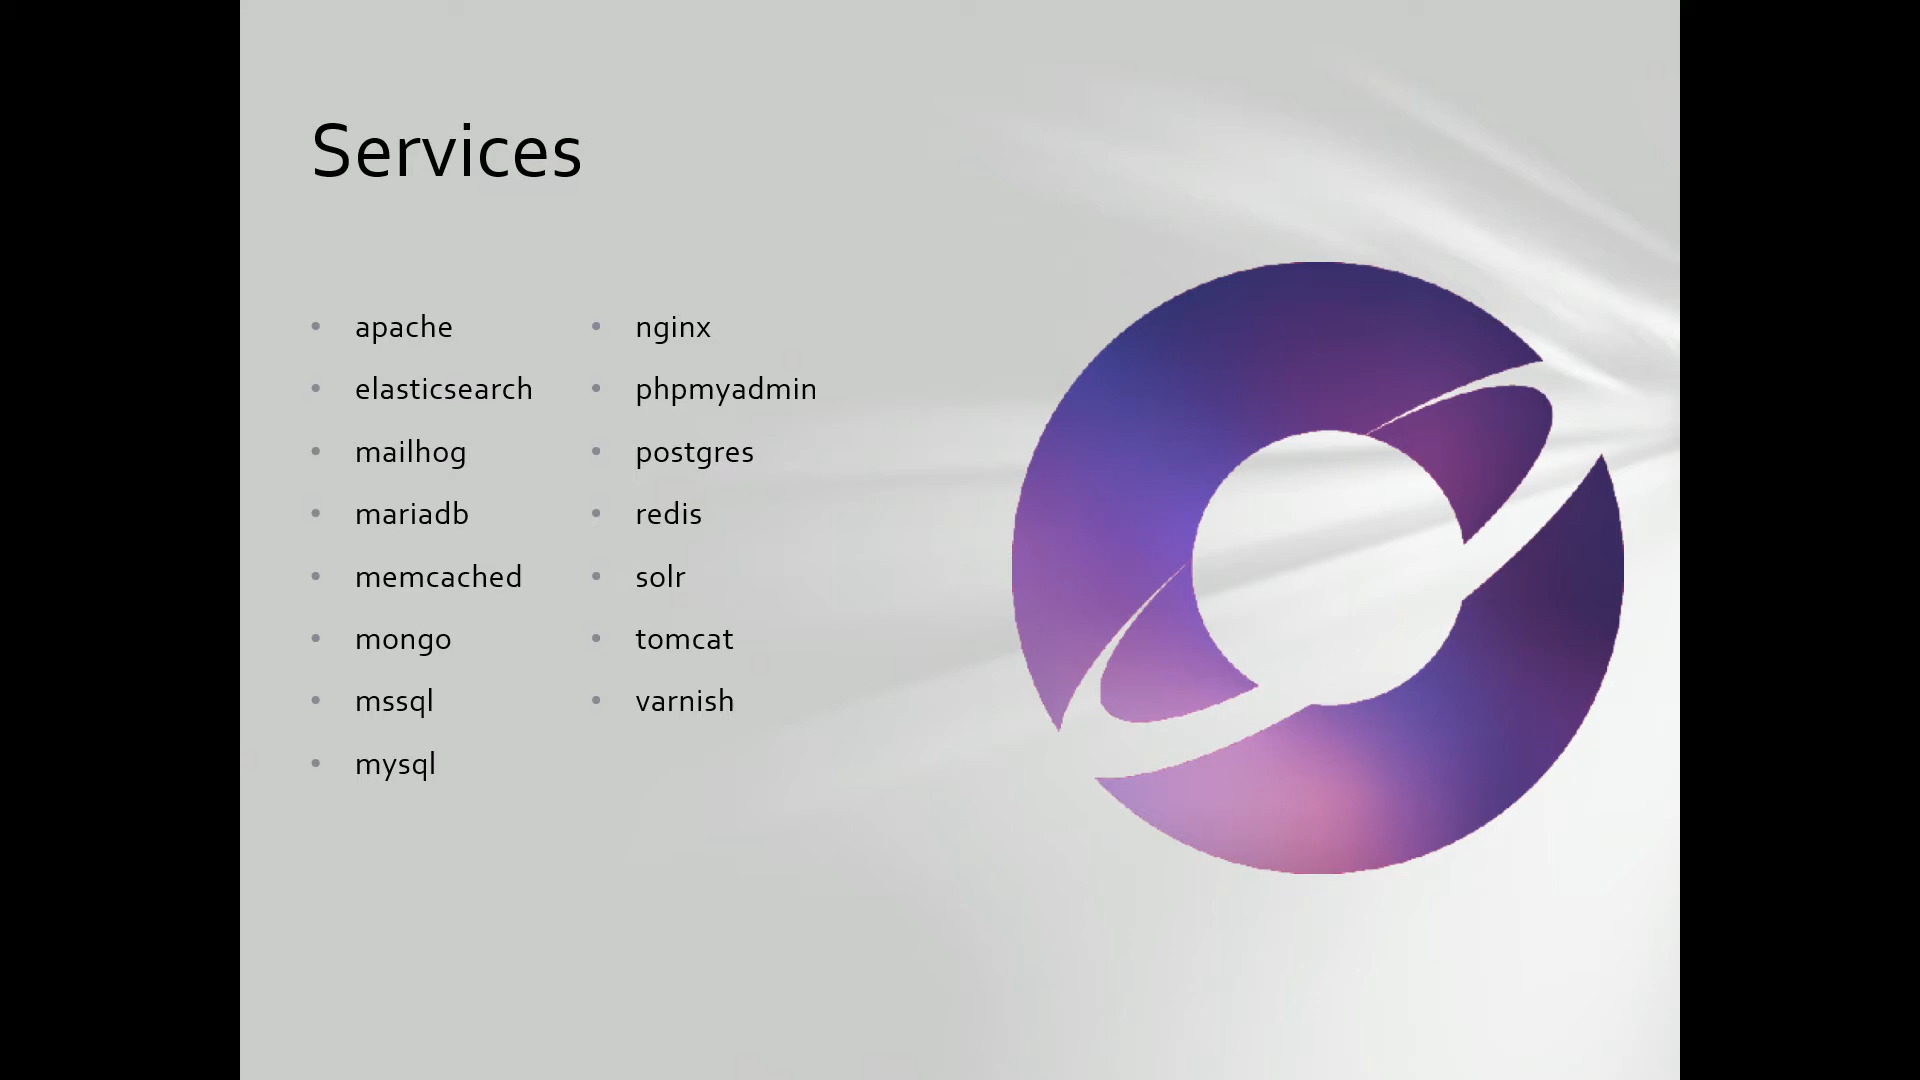 Services
apache
elasticsearch
mailhog
mariadb
memcached
mongo
mssql
mysql
nginx
phpmyadmin
postgres
redis
solr
tomcat
varnish